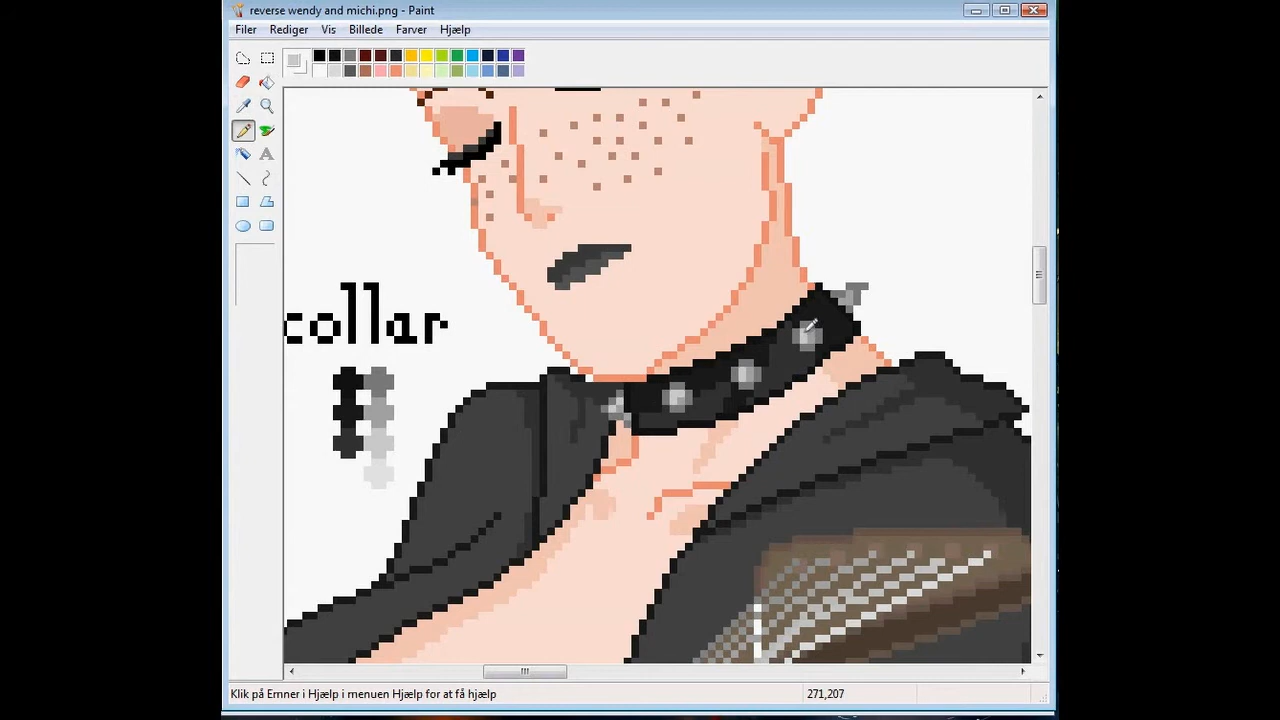 reverse wendy and michi.png - Paint
Filer Rediger Vis Billede Farver Hjælp
collar
Klik på Emner i Hjælp i menuen Hjælp for at få hjælp 271,207